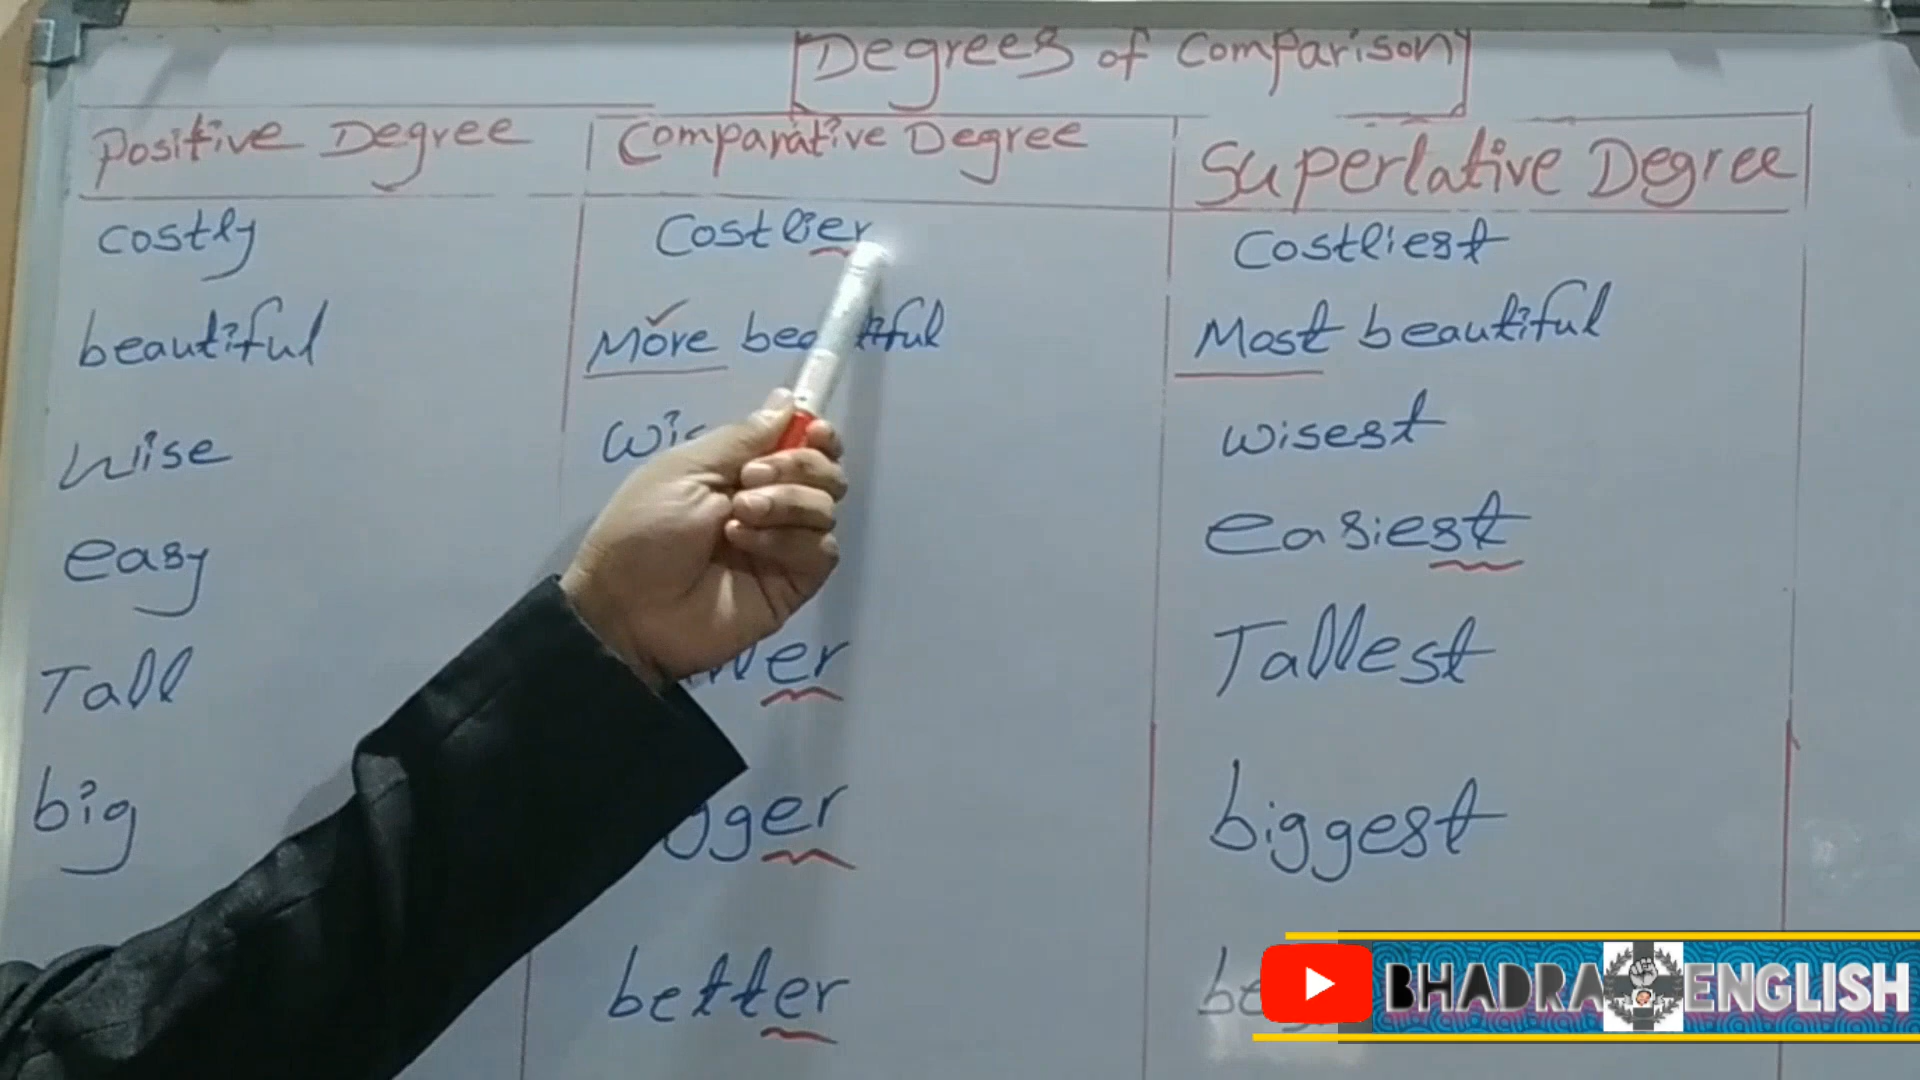 Degrees of Comparison
Positive Degree Comparative Degree Superlative Degree
costly Costlier Costliest
beautiful More beautiful Most beautiful
Wise wisest
easy easiest
Tall Tallest
big biggest
better
BHADRA ENGLISH